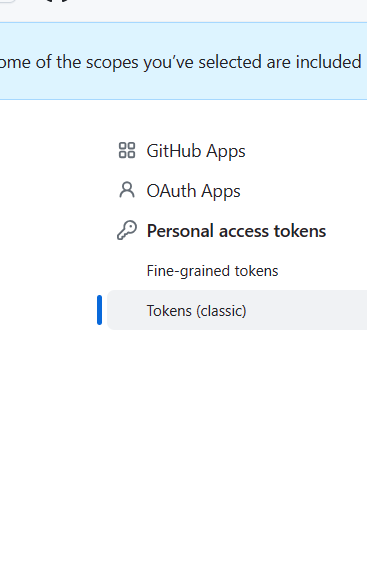 of the scopes you’ve selected are included
GitHub Apps
OAuth Apps
Personal access tokens
Fine-grained tokens
Tokens (classic)